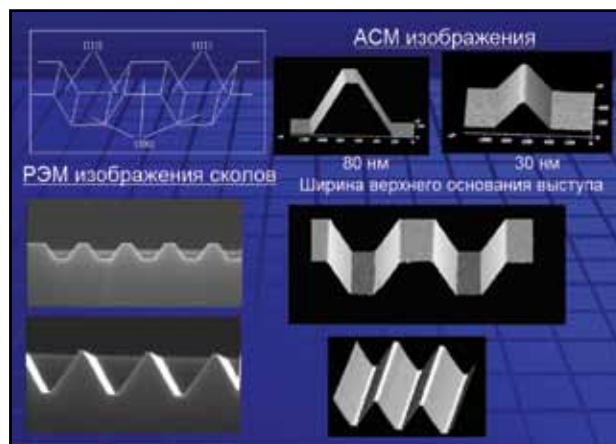 АСМ изображения
80 нм
30 нм
РЭМ изображения сколов
Ширина верхнего основания выступа